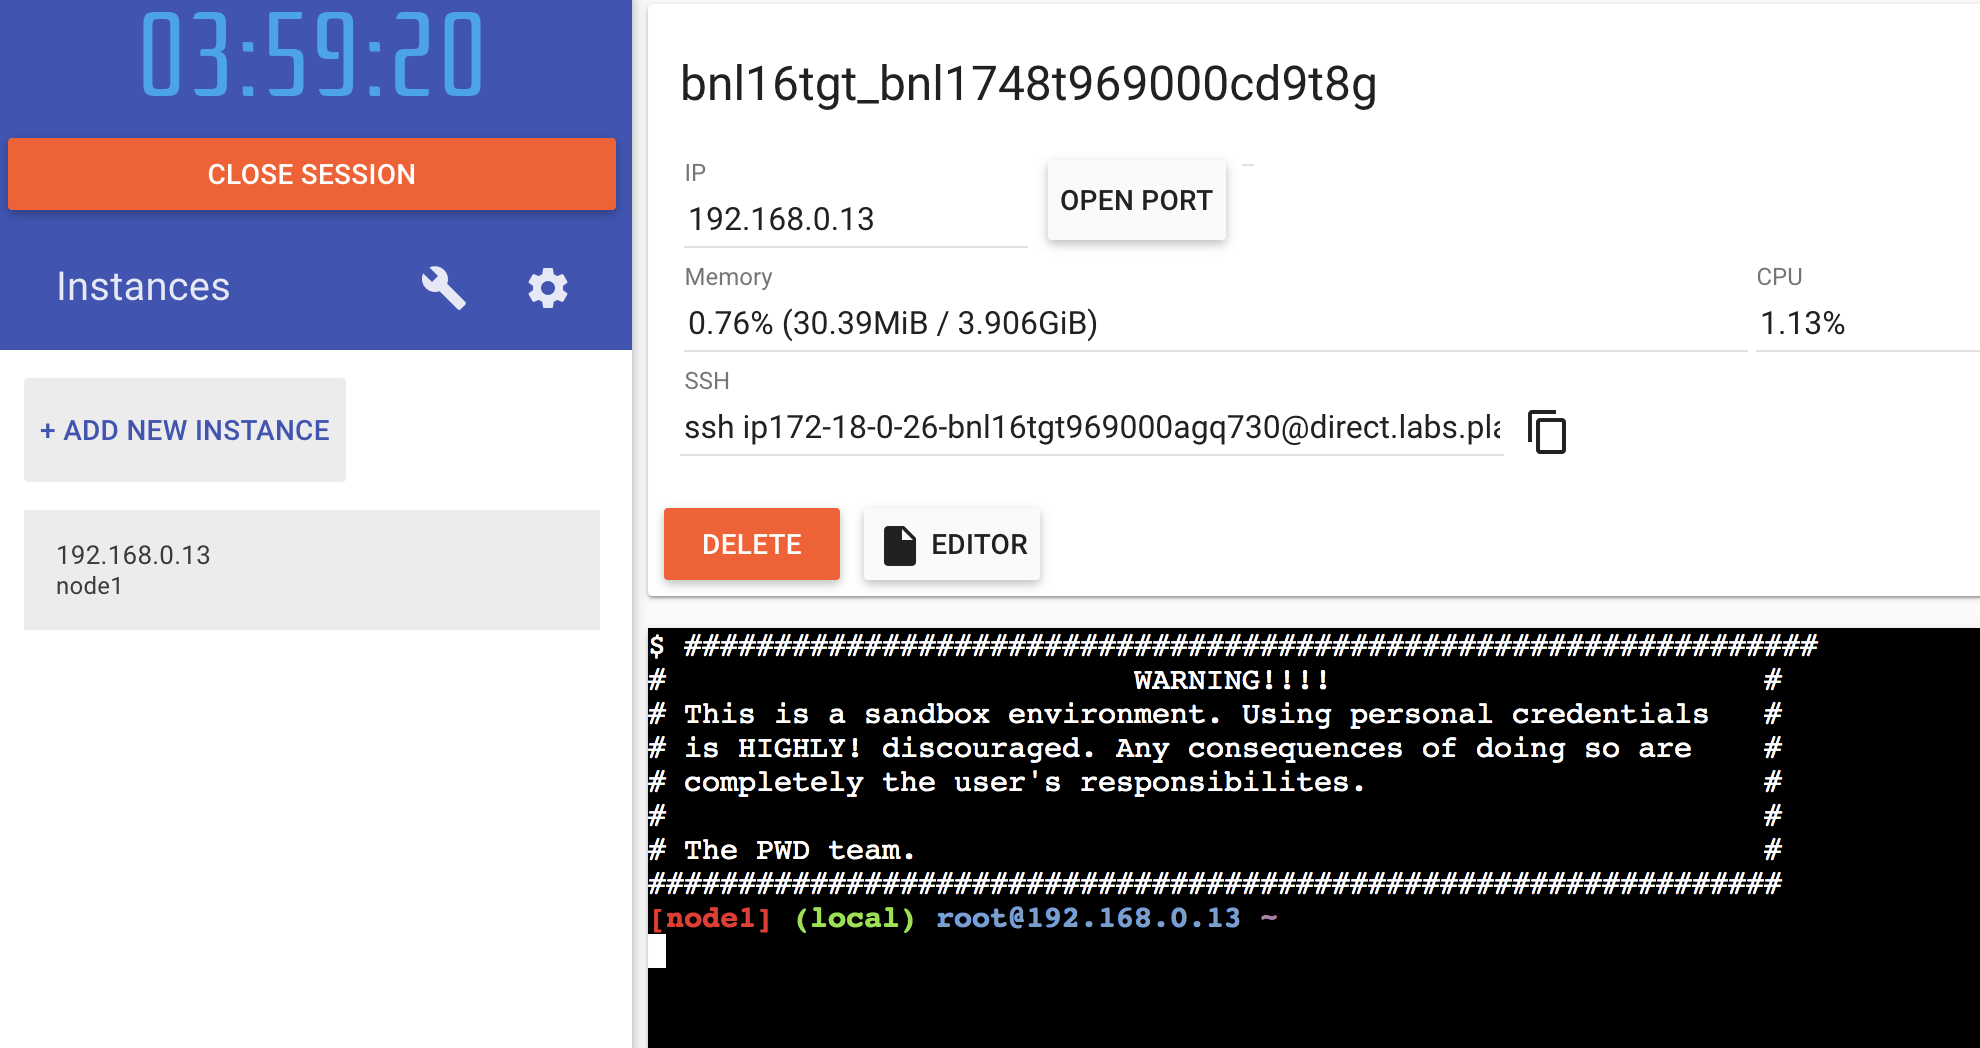 03:59:20
CLOSE SESSION
Instances
+ ADD NEW INSTANCE
192.168.0.13
node1
bnl16tgt_bnl1748t969000cd9t8g
IP
192.168.0.13
OPEN PORT
Memory
0.76% (30.39MiB / 3.906GiB)
CPU
1.13%
SSH
ssh ip172-18-0-26-bnl16tgt969000agq730@direct.labs.pla
DELETE
EDITOR
$ ###############################################################
# WARNING!!!! #
# This is a sandbox environment. Using personal credentials #
# is HIGHLY! discouraged. Any consequences of doing so are #
# completely the user's responsibilites. #
# #
# The PWD team. #
###############################################################
[node1] (local) root@192.168.0.13 ~